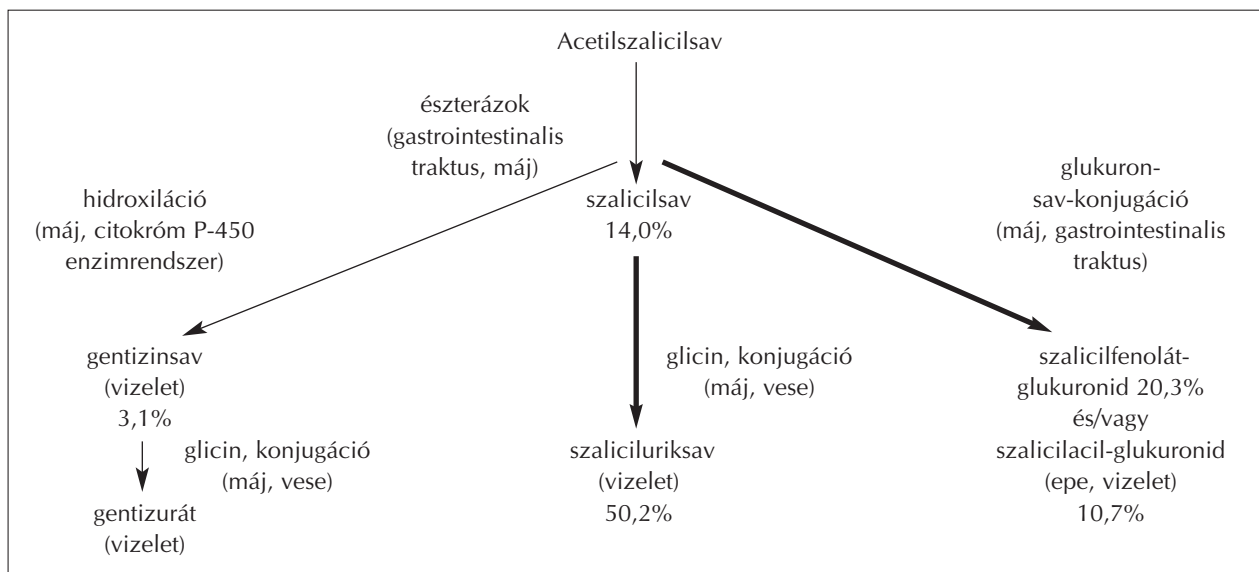 Acetilszalicilsav
észterázok
(gastrointestinalis
traktus, máj)
hidroxiláció
(máj, citokróm P-450
enzimrendszer)
szalicilsav
14,0%
glukuron-
sav-konjugáció
(máj, gastrointestinalis
traktus)
gentizinsav
(vizelet)
3,1%
glicin, konjugáció
(máj, vese)
gentizurát
(vizelet)
glicin, konjugáció
(máj, vese)
szaliciluriksav
(vizelet)
50,2%
szalicilfenolát-
glukuronid 20,3%
és/vagy
szalicilacil-glukuronid
(epe, vizelet)
10,7%